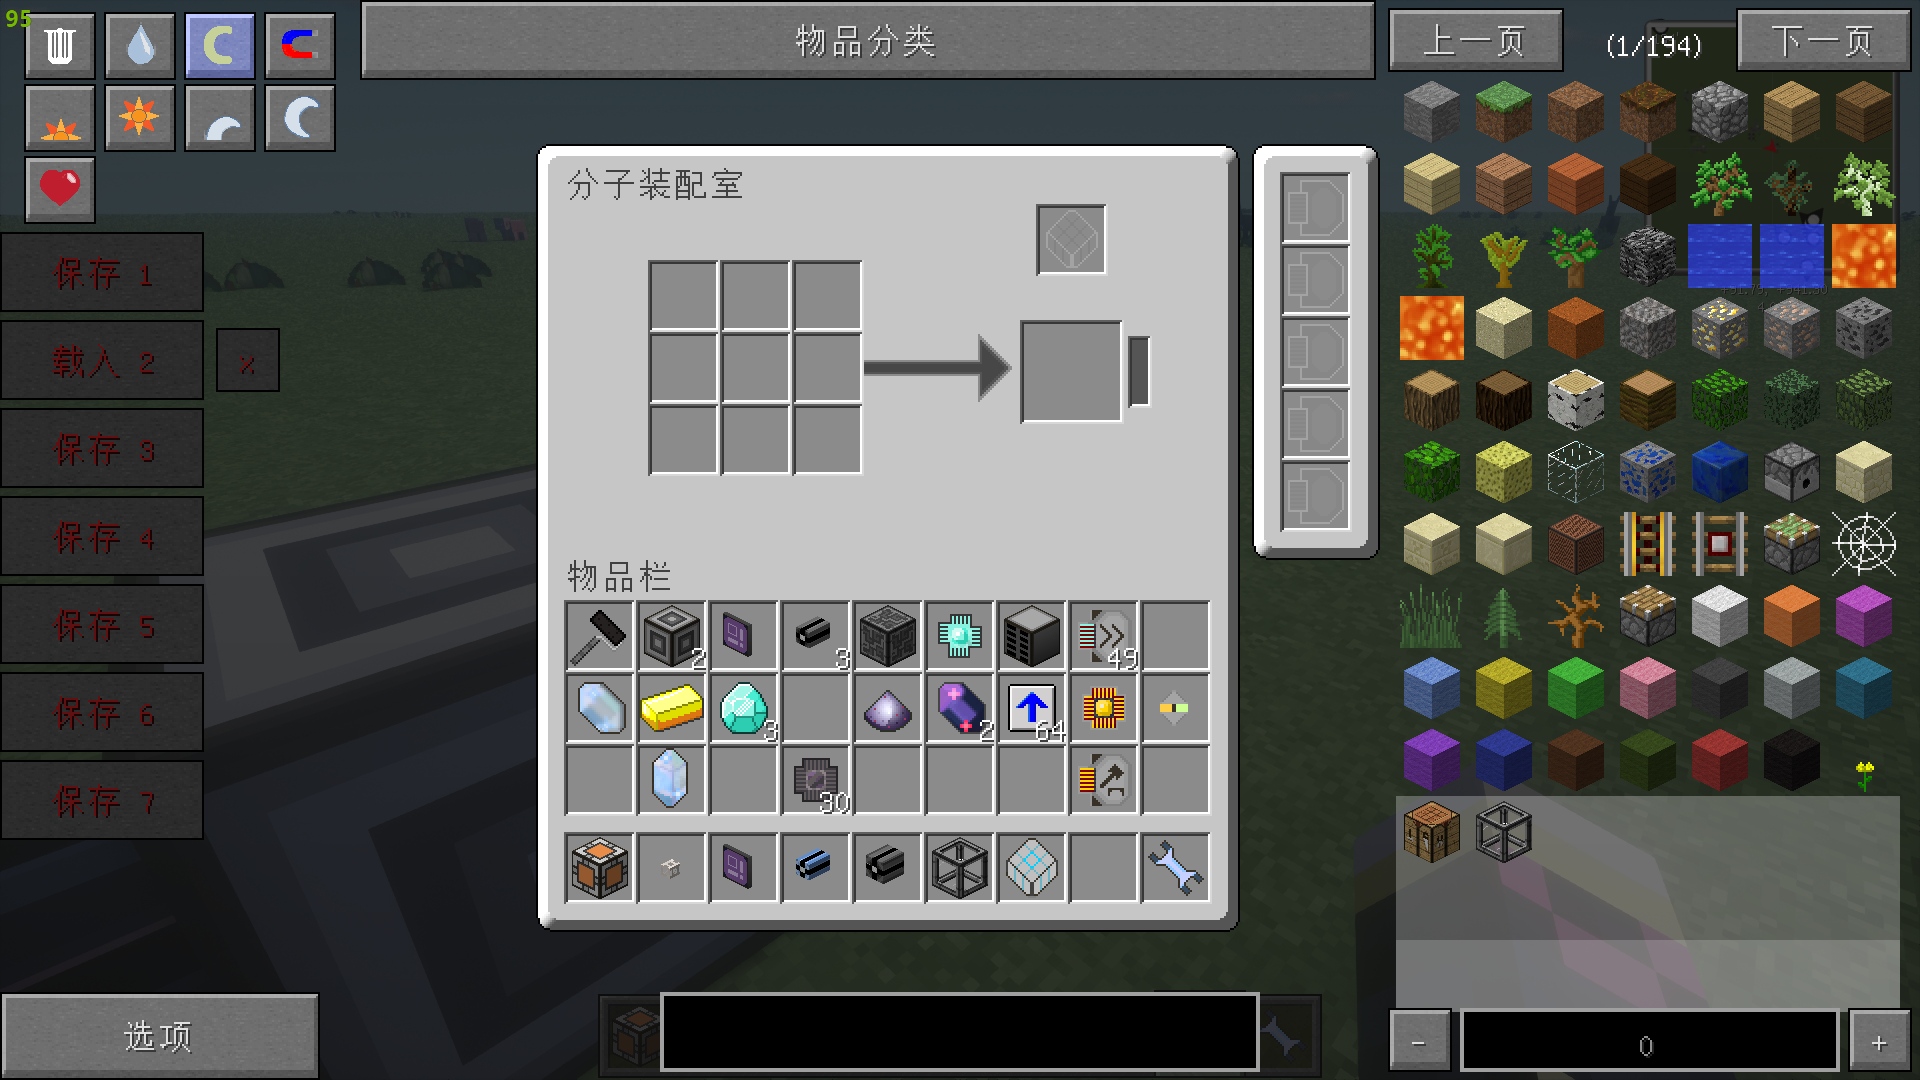 95
物品分类
上一页
(1/194)
下一页
分子装配室
保存 1
载入 2
x
保存 3
保存 4
保存 5
保存 6
保存 7
物品栏
2
3
49
3
2
64
30
选项
-
0
+